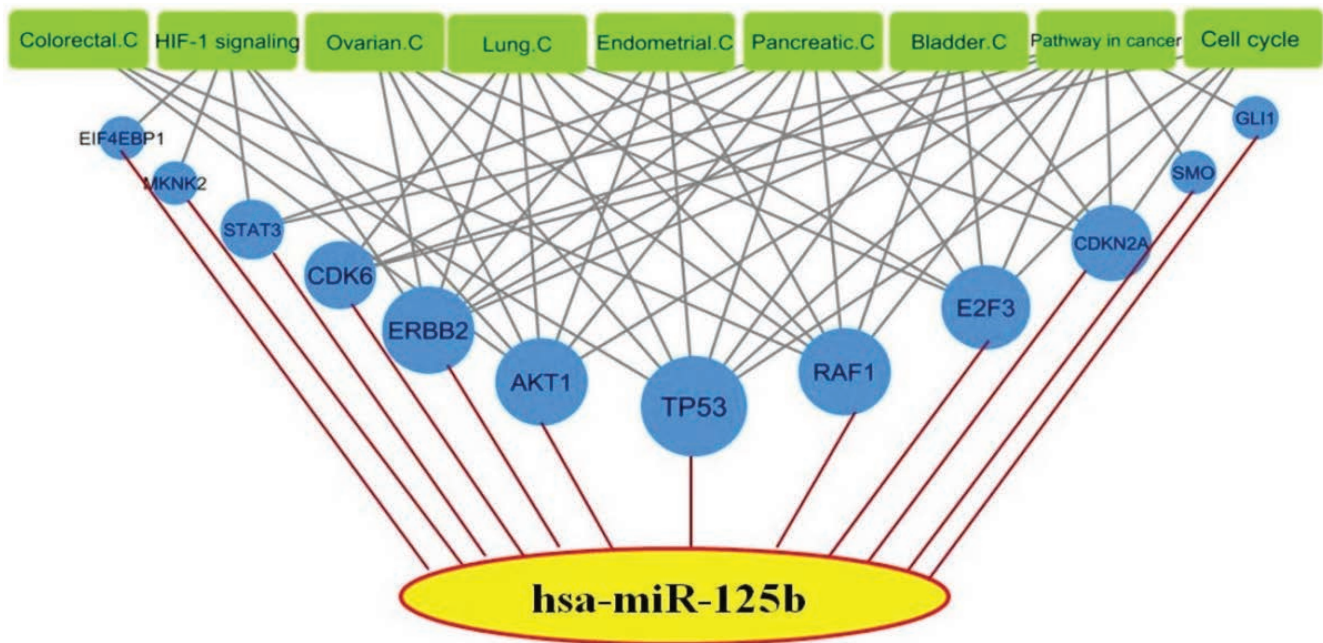 Colorectal.C
HIF-1 signaling
Ovarian.C
Lung.C
Endometrial.C
Pancreatic.C
Bladder.C
Pathway in cancer
Cell cycle
EIF4EBP1
MKNK2
STAT3
CDK6
ERBB2
AKT1
TP53
RAF1
E2F3
CDKN2A
SMO
GLI1
hsa-miR-125b